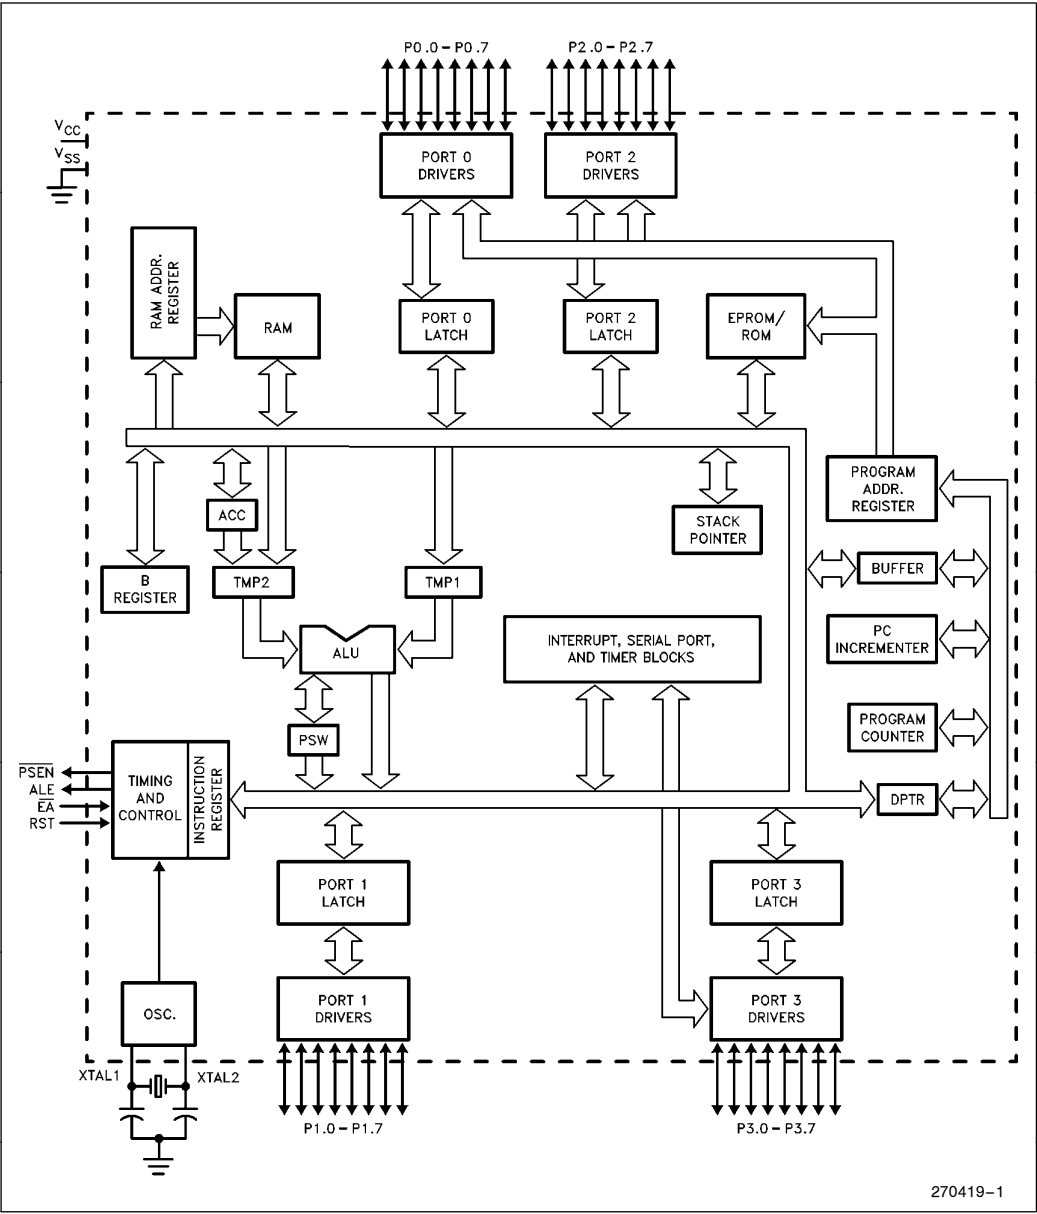 P0.0 – P0.7
P2.0 – P2.7
VCC
VSS
PORT 0
DRIVERS
PORT 2
DRIVERS
RAM ADDR.
REGISTER
RAM
PORT 0
LATCH
PORT 2
LATCH
EPROM/
ROM
PROGRAM
ADDR.
REGISTER
ACC
STACK
POINTER
B
REGISTER
TMP2
TMP1
BUFFER
ALU
INTERRUPT, SERIAL PORT,
AND TIMER BLOCKS
PC
INCREMENTER
PSW
PROGRAM
COUNTER
PSEN
ALE
EA
RST
TIMING
AND
CONTROL
INSTRUCTION
REGISTER
DPTR
PORT 1
LATCH
PORT 3
LATCH
OSC.
PORT 1
DRIVERS
PORT 3
DRIVERS
XTAL1
XTAL2
P1.0 – P1.7
P3.0 – P3.7
270419–1